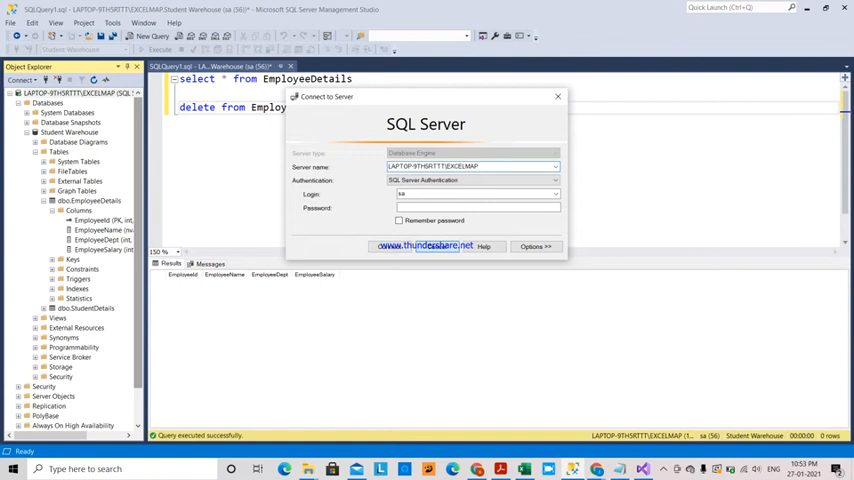 SQLQuery1.sql - LAPTOP-9TH5RTTT\EXCELMAP.Student Warehouse (sa (56))* - Microsoft SQL Server Management Studio
Quick Launch (Ctrl+Q)
File Edit View Project Tools Window Help
New Query
Student Warehouse
Execute
Object Explorer
SQLQuery1.sql - LA...Warehouse (sa (56))*
Connect
LAPTOP-9TH5RTTT\EXCELMAP (SQL S
Databases
System Databases
Database Snapshots
Student Warehouse
Database Diagrams
Tables
System Tables
FileTables
External Tables
Graph Tables
dbo.EmployeeDetails
Columns
EmployeeId (PK, in
EmployeeName (nv
EmployeeDept (int
EmployeeSalary (int
Keys
Constraints
Triggers
Indexes
Statistics
dbo.StudentDetails
Views
External Resources
Synonyms
Programmability
Service Broker
Storage
Security
Security
Server Objects
Replication
PolyBase
Always On High Availab
select * from EmployeeDetails
delete from Employ
Connect to Server
SQL Server
Server type:
Database Engine
Server name:
LAPTOP-9TH5RTTT\EXCELMAP
Authentication:
SQL Server Authentication
Login:
sa
Password:
Remember password
Connect
www.thundershare.net
Help
Options >>
150 %
Results Messages
EmployeeId EmployeeName EmployeeDept EmployeeSalary
Query executed successfully.
LAPTOP-9TH5RTTT\EXCELMAP (1... sa (56) Student Warehouse 00:00:00 0 rows
Ready
Type here to search
ENG
10:53 PM
27-01-2021
2